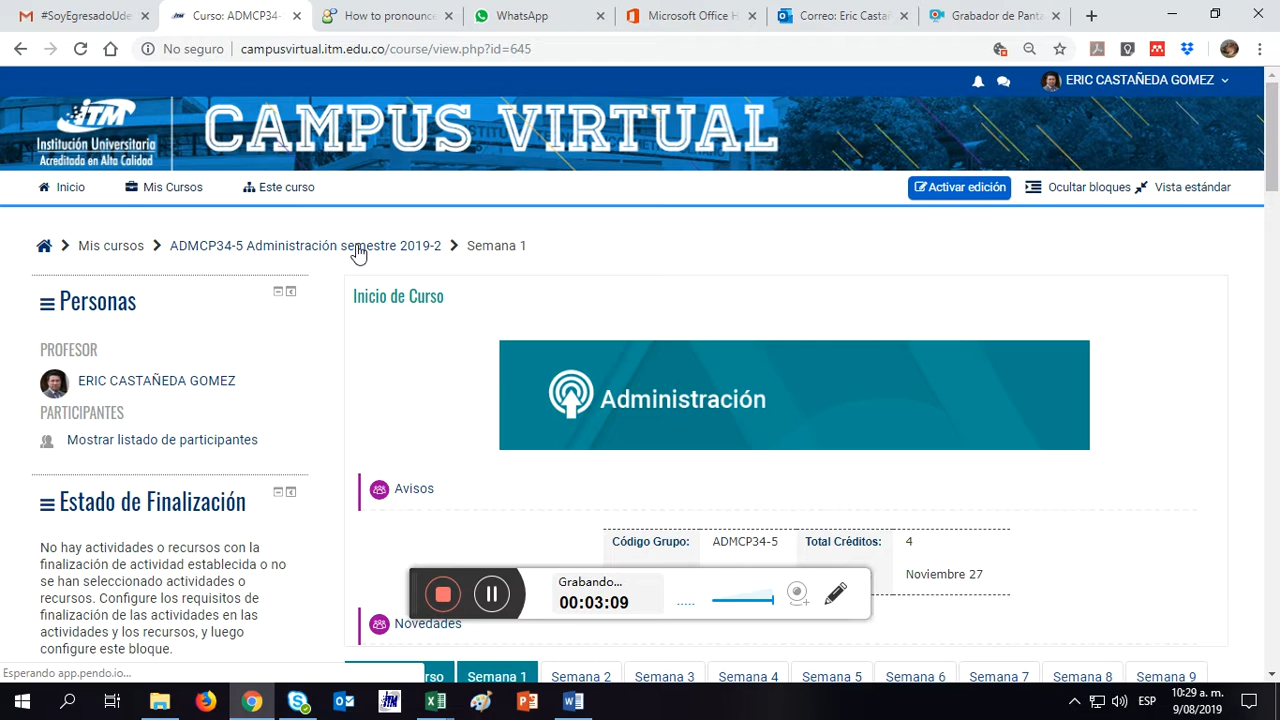 #SoyEgresadoUde
Curso: ADMCP34-
How to pronounce
WhatsApp
Microsoft Office H
Correo: Eric Castañ
Grabador de Panta
No seguro
campusvirtual.itm.edu.co/course/view.php?id=645
ERIC CASTAÑEDA GOMEZ
iTM
Institución Universitaria
Acreditada en Alta Calidad
CAMPUS VIRTUAL
Inicio
Mis Cursos
Este curso
Activar edición
Ocultar bloques
Vista estándar
Mis cursos
ADMCP34-5 Administración semestre 2019-2
Semana 1
Personas
PROFESOR
ERIC CASTAÑEDA GOMEZ
PARTICIPANTES
Mostrar listado de participantes
Estado de Finalización
No hay actividades o recursos con la
finalización de actividad establecida o no
se han seleccionado actividades o
recursos. Configure los requisitos de
finalización de las actividades en las
actividades y los recursos, y luego
configure este bloque.
Inicio de Curso
Administración
Avisos
Código Grupo:
ADMCP34-5
Total Créditos:
4
Noviembre 27
Grabando...
00:03:09
Novedades
rso
Semana 1
Semana 2
Semana 3
Semana 4
Semana 5
Semana 6
Semana 7
Semana 8
Semana 9
Esperando app.pendo.io...
ESP
10:29 a. m.
9/08/2019